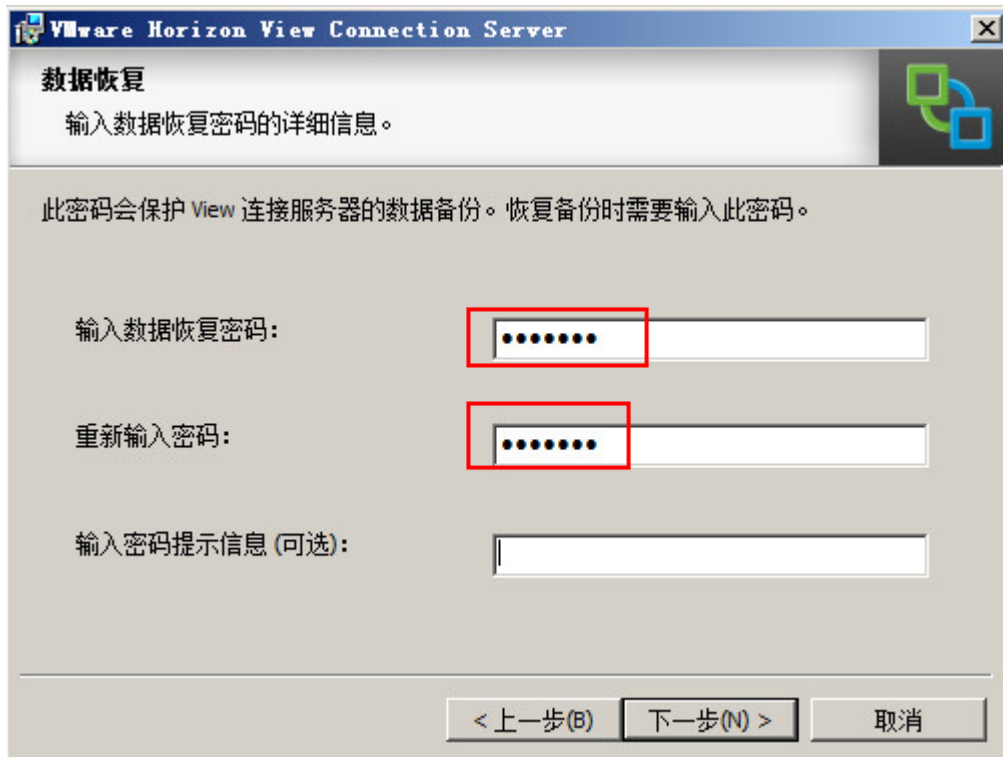 VMware Horizon View Connection Server
数据恢复
输入数据恢复密码的详细信息。
此密码会保护 View 连接服务器的数据备份。恢复备份时需要输入此密码。
输入数据恢复密码:
•••••••
重新输入密码:
•••••••
输入密码提示信息 (可选):
< 上一步(B)
下一步(N) >
取消